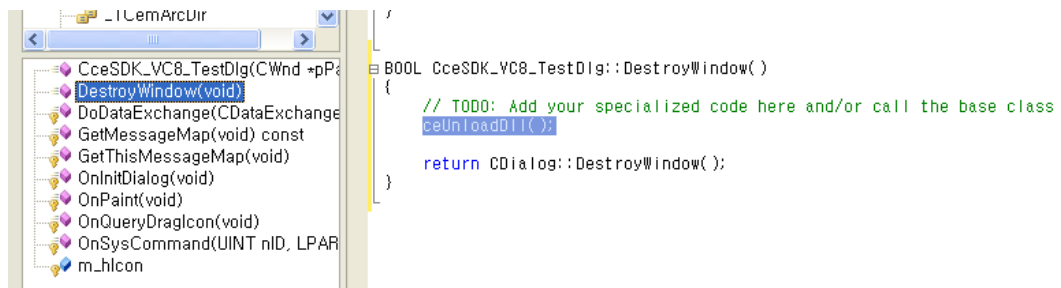 _TCemArcDir
CceSDK_VC8_TestDlg(CWnd *pPa
DestroyWindow(void)
DoDataExchange(CDataExchange
GetMessageMap(void) const
GetThisMessageMap(void)
OnInitDialog(void)
OnPaint(void)
OnQueryDragIcon(void)
OnSysCommand(UINT nID, LPAR
m_hIcon
}
BOOL CceSDK_VC8_TestDlg::DestroyWindow()
{
// TODO: Add your specialized code here and/or call the base class
ceUnloadDll();
return CDialog::DestroyWindow();
}